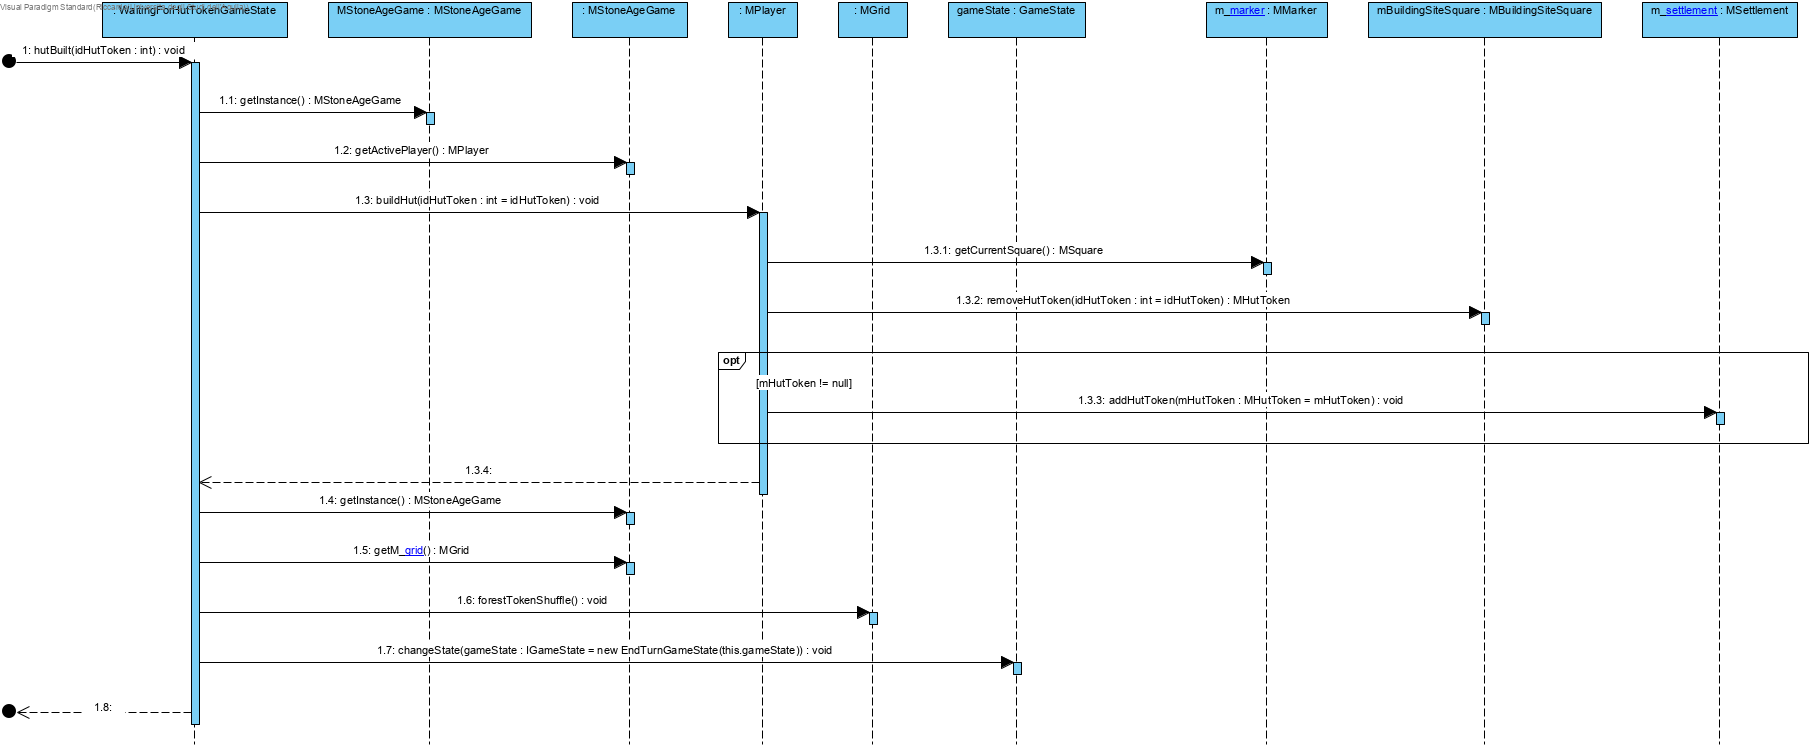 : WaitingForHutTokenGameState
MStoneAgeGame : MStoneAgeGame
: MStoneAgeGame
: MPlayer
: MGrid
gameState : GameState
m_marker : MMarker
mBuildingSiteSquare : MBuildingSiteSquare
m_settlement : MSettlement
1: hutBuilt(idHutToken : int) : void
1.1: getInstance() : MStoneAgeGame
1.2: getActivePlayer() : MPlayer
1.3: buildHut(idHutToken : int = idHutToken) : void
1.3.1: getCurrentSquare() : MSquare
1.3.2: removeHutToken(idHutToken : int = idHutToken) : MHutToken
opt
[mHutToken != null]
1.3.3: addHutToken(mHutToken : MHutToken = mHutToken) : void
1.3.4:
1.4: getInstance() : MStoneAgeGame
1.5: getM_grid() : MGrid
1.6: forestTokenShuffle() : void
1.7: changeState(gameState : IGameState = new EndTurnGameState(this.gameState)) : void
1.8:
Visual Paradigm Standard